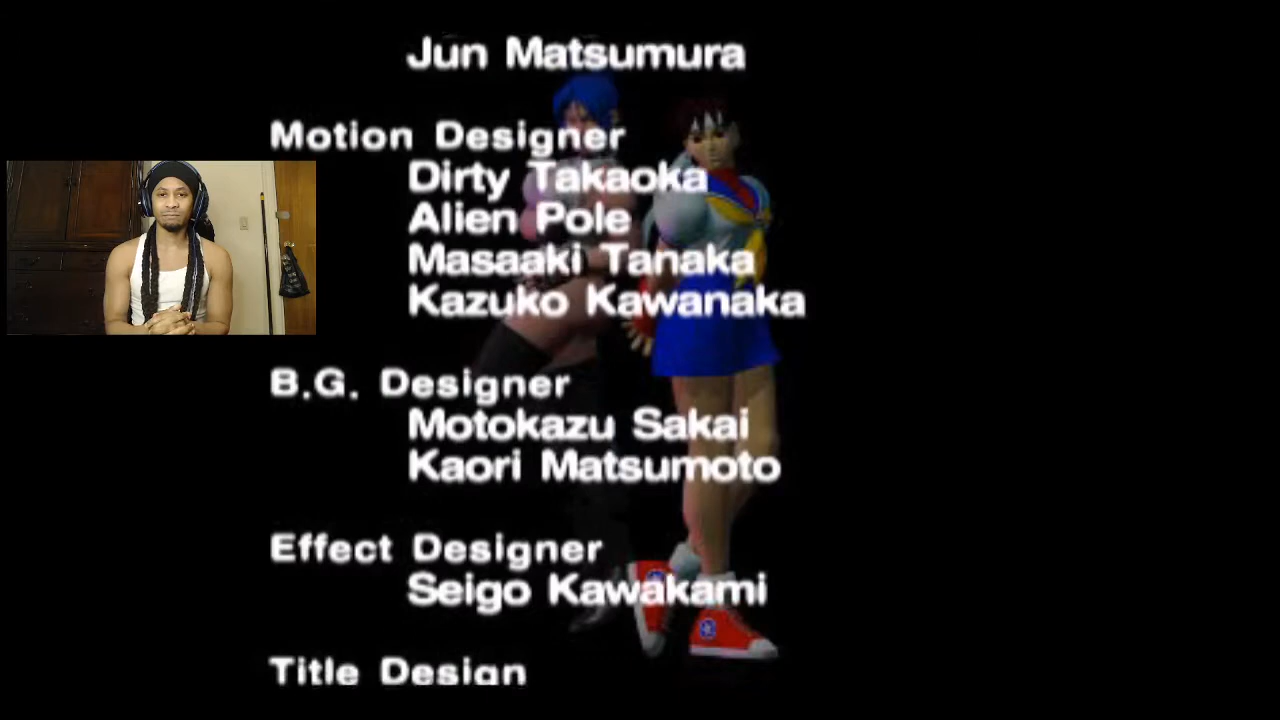 Jun Matsumura
Motion Designer
Dirty Takaoka
Alien Pole
Masaaki Tanaka
Kazuko Kawanaka
B.G. Designer
Motokazu Sakai
Kaori Matsumoto
Effect Designer
Seigo Kawakami
Title Design